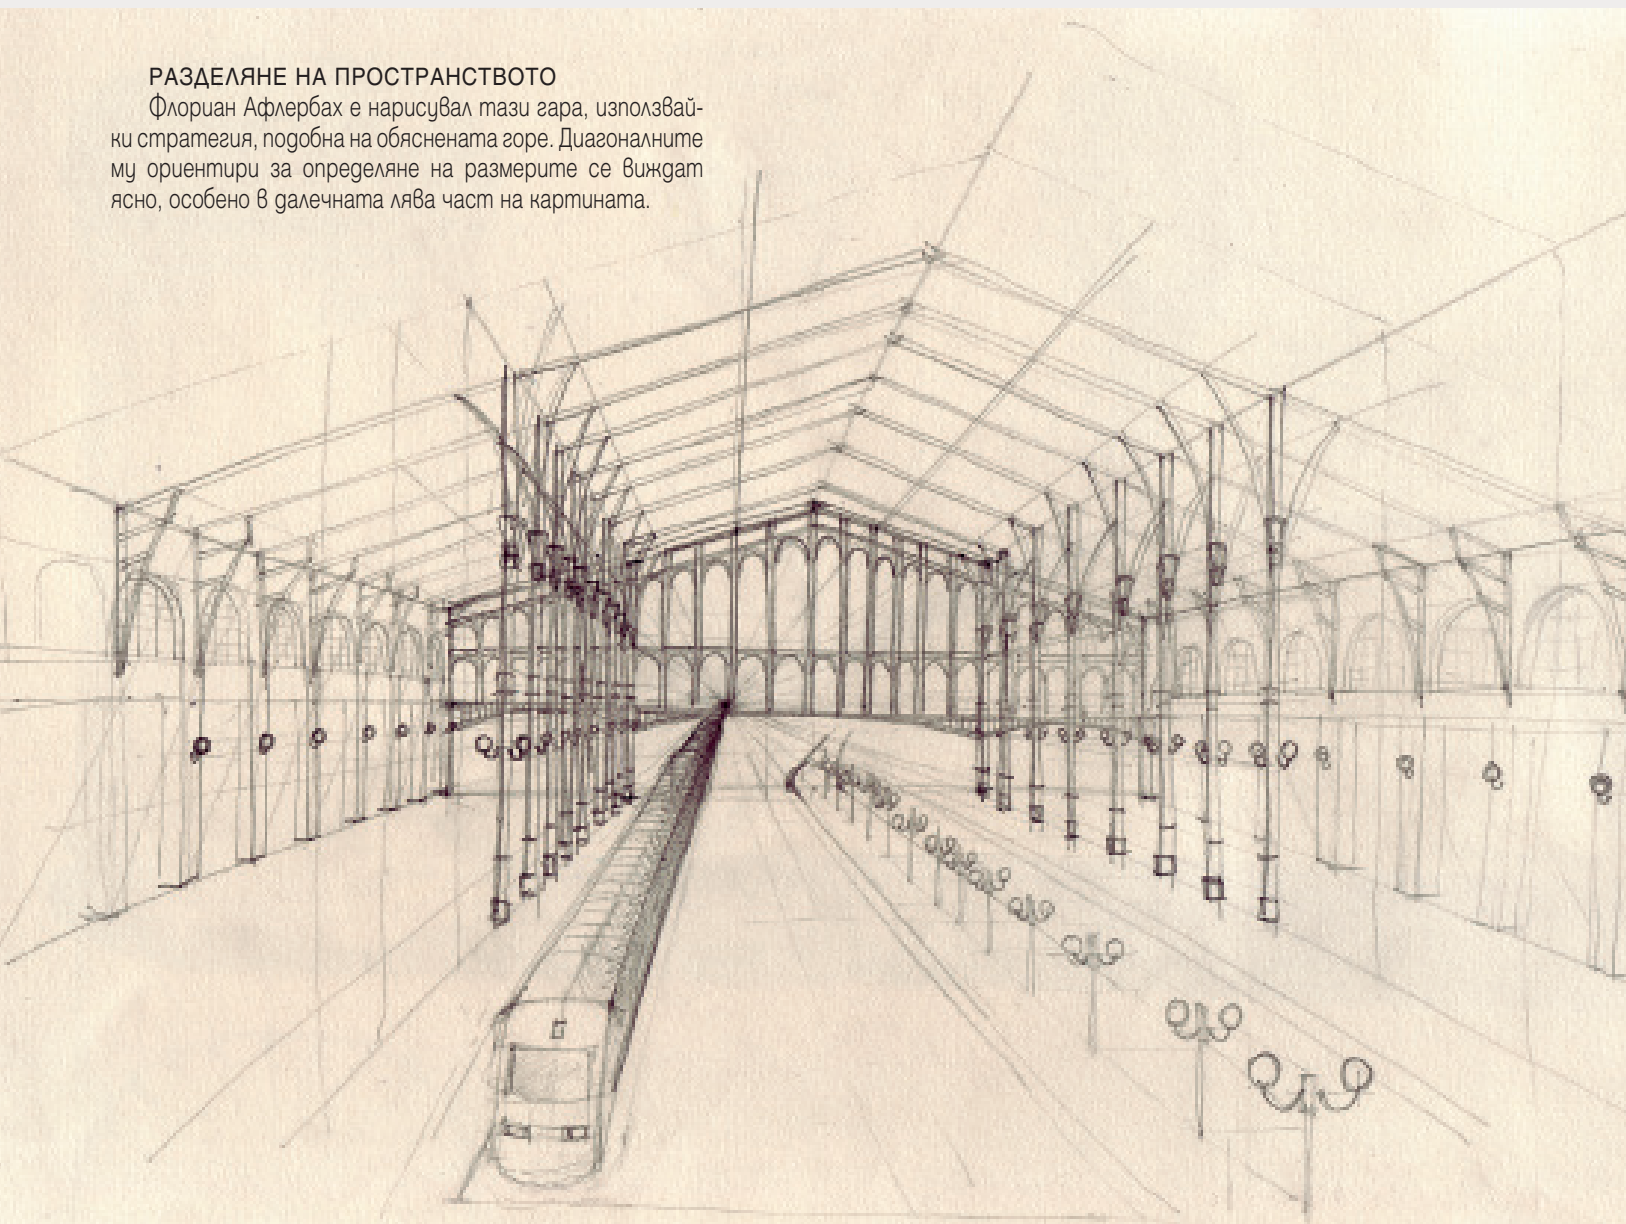 РАЗДЕЛЯНЕ НА ПРОСТРАНСТВОТО
Флориан Афлербах е нарисувал тази гара, използвай-
ки стратегия, подобна на обяснената горе. Диагоналните
му ориентири за определяне на размерите се виждат
ясно, особено в далечната лява част на картината.